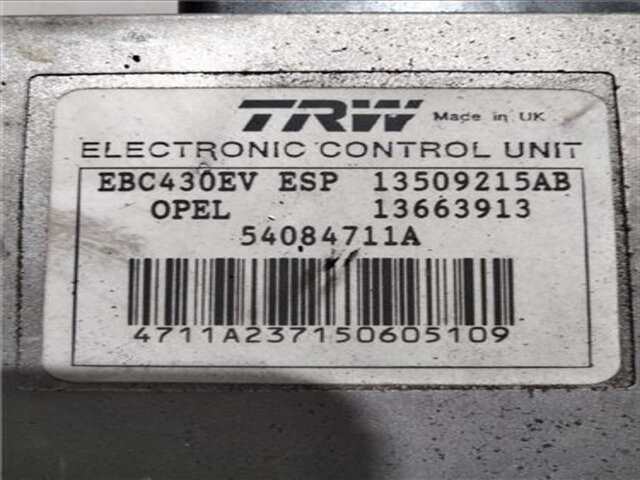 TRW Made in UK
ELECTRONIC CONTROL UNIT
EBC430EV ESP 13509215AB
OPEL 13663913
54084711A
4711A237150605109